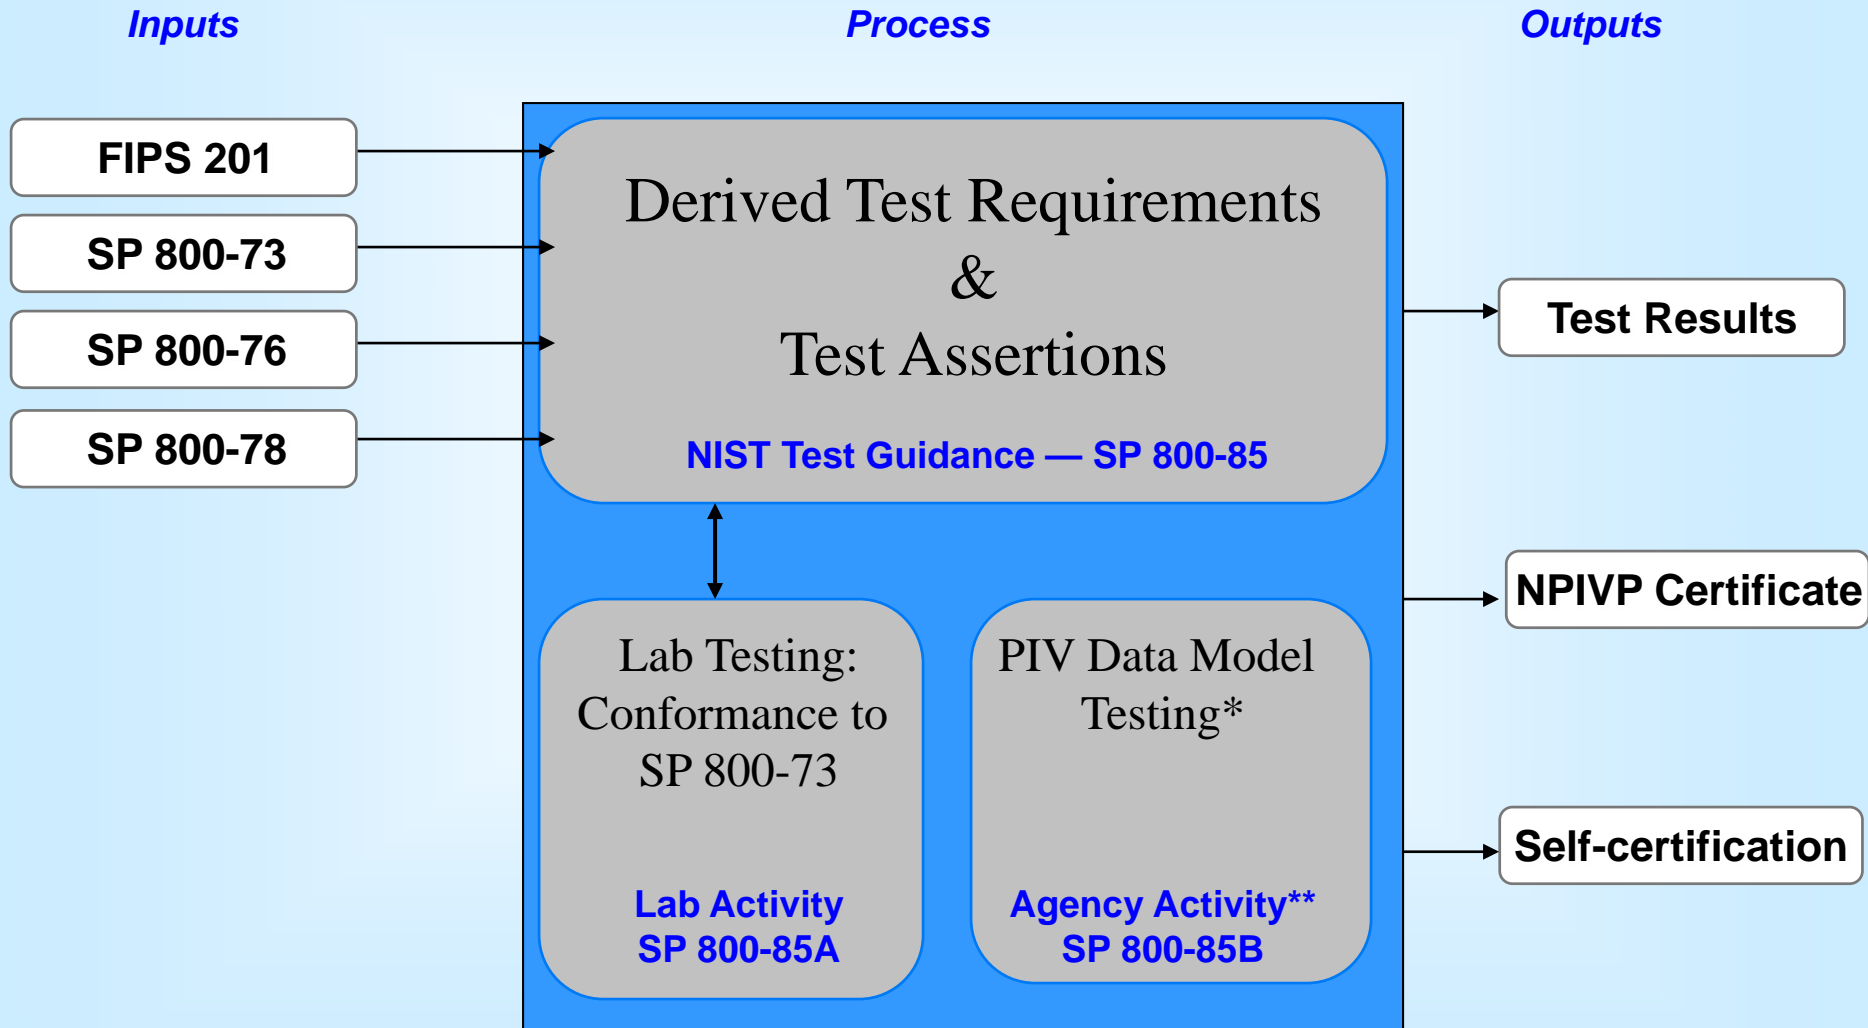 Inputs
Process
Outputs
FIPS 201
SP 800-73
SP 800-76
SP 800-78
Derived Test Requirements
&
Test Assertions
NIST Test Guidance — SP 800-85
Lab Testing:
Conformance to
SP 800-73
Lab Activity
SP 800-85A
PIV Data Model
Testing*
Agency Activity**
SP 800-85B
Test Results
NPIVP Certificate
Self-certification